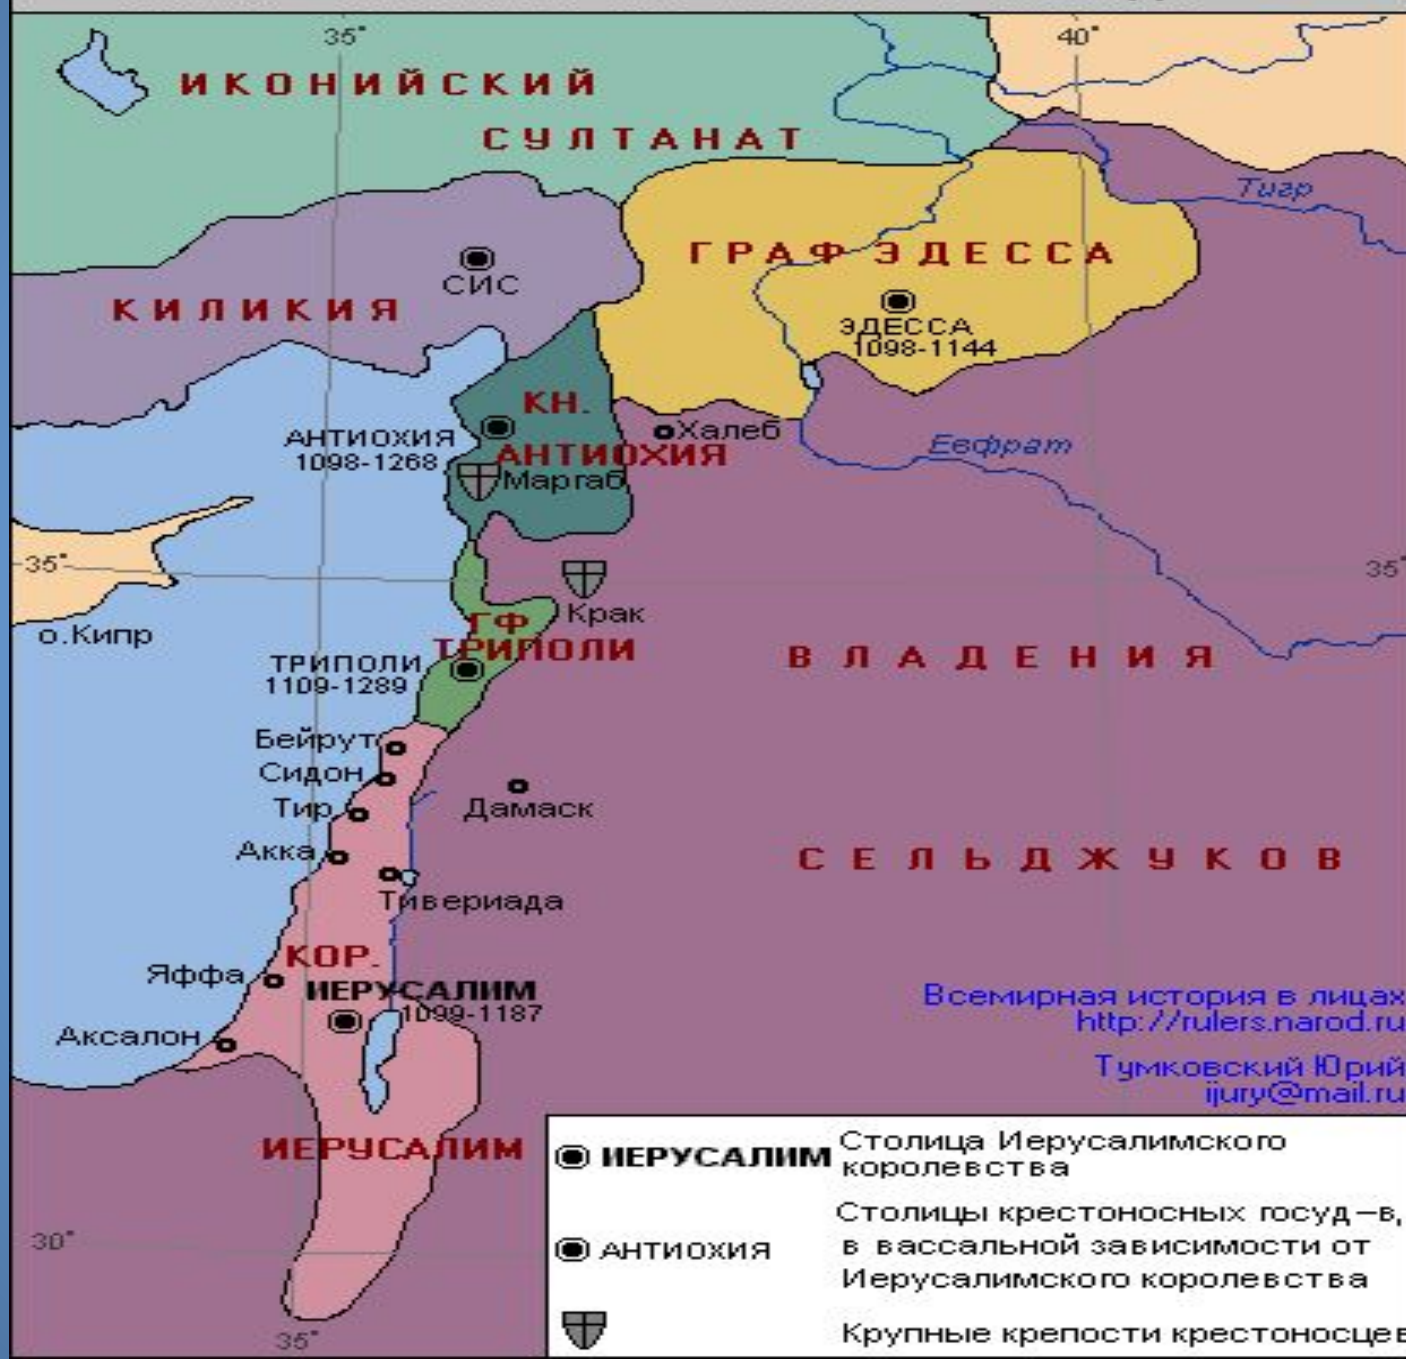 35°
40°
ИКОНИЙСКИЙ
СУЛТАНАТ
Тигр
ГРАФ ЭДЕССА
СИС
КИЛИКИЯ
ЭДЕССА
1098-1144
КН.
АНТИОХИЯ
1098-1268
Халеб
АНТИОХИЯ
Евфрат
Маргаб
35°
35°
Крак
о.Кипр
ГФ
ТРИПОЛИ
ТРИПОЛИ
1109-1289
ВЛАДЕНИЯ
Бейрут
Сидон
Тир
Дамаск
Акка
СЕЛЬДЖУКОВ
Тивериада
КОР.
Яффа
ИЕРУСАЛИМ
1099-1187
Аксалон
Всемирная история в лицах
http://rulers.narod.ru
Тумковский Юрий
ijury@mail.ru
ИЕРУСАЛИМ
30°
35°
ИЕРУСАЛИМ Столица Иерусалимского
королевства
Столицы крестоносных госуд-в,
АНТИОХИЯ в вассальной зависимости от
Иерусалимского королевства
Крупные крепости крестоносцев